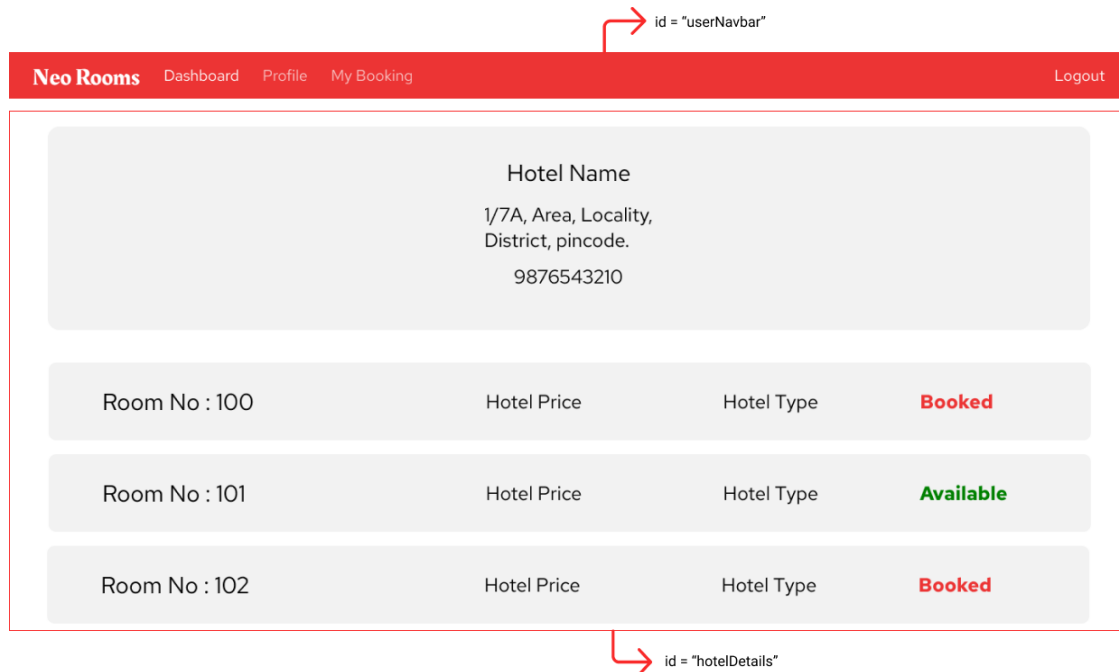 id = “userNavbar”
Neo Rooms Dashboard Profile My Booking Logout
Hotel Name
1/7A, Area, Locality,
District, pincode.
9876543210
Room No : 100 Hotel Price Hotel Type Booked
Room No : 101 Hotel Price Hotel Type Available
Room No : 102 Hotel Price Hotel Type Booked
id = “hotelDetails”